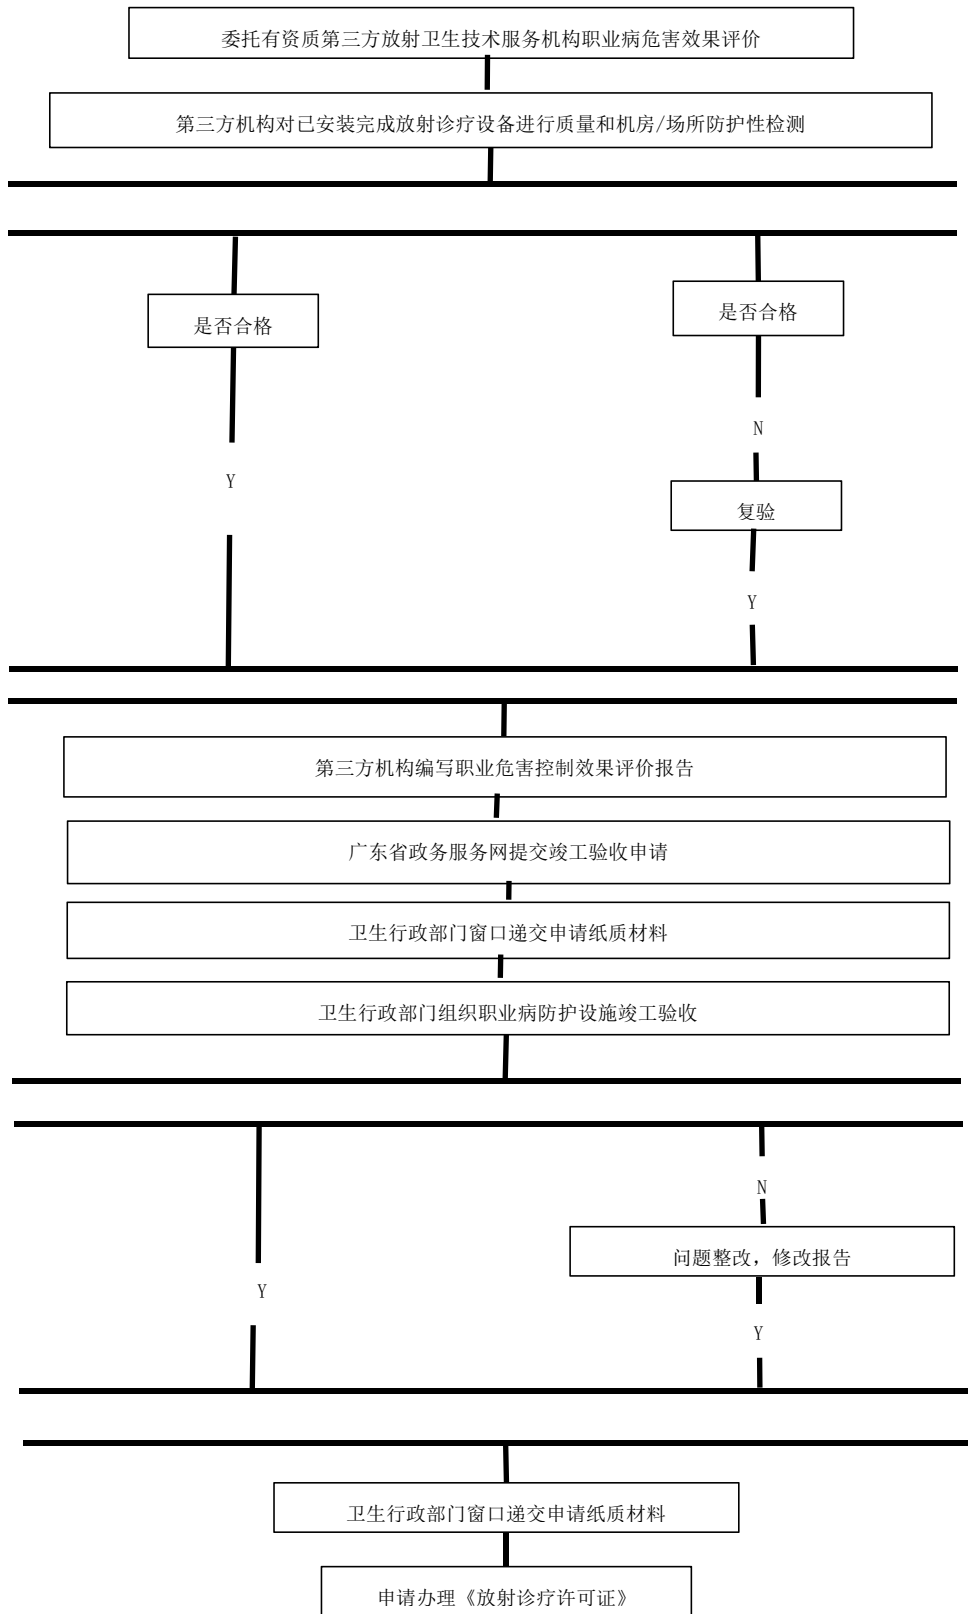 委托有资质第三方放射卫生技术服务机构职业病危害效果评价
第三方机构对已安装完成放射诊疗设备进行质量和机房/场所防护性检测
是否合格
是否合格
N
Y
复验
Y
第三方机构编写职业危害控制效果评价报告
广东省政务服务网提交竣工验收申请
卫生行政部门窗口递交申请纸质材料
卫生行政部门组织职业病防护设施竣工验收
N
问题整改，修改报告
Y
Y
卫生行政部门窗口递交申请纸质材料
申请办理《放射诊疗许可证》